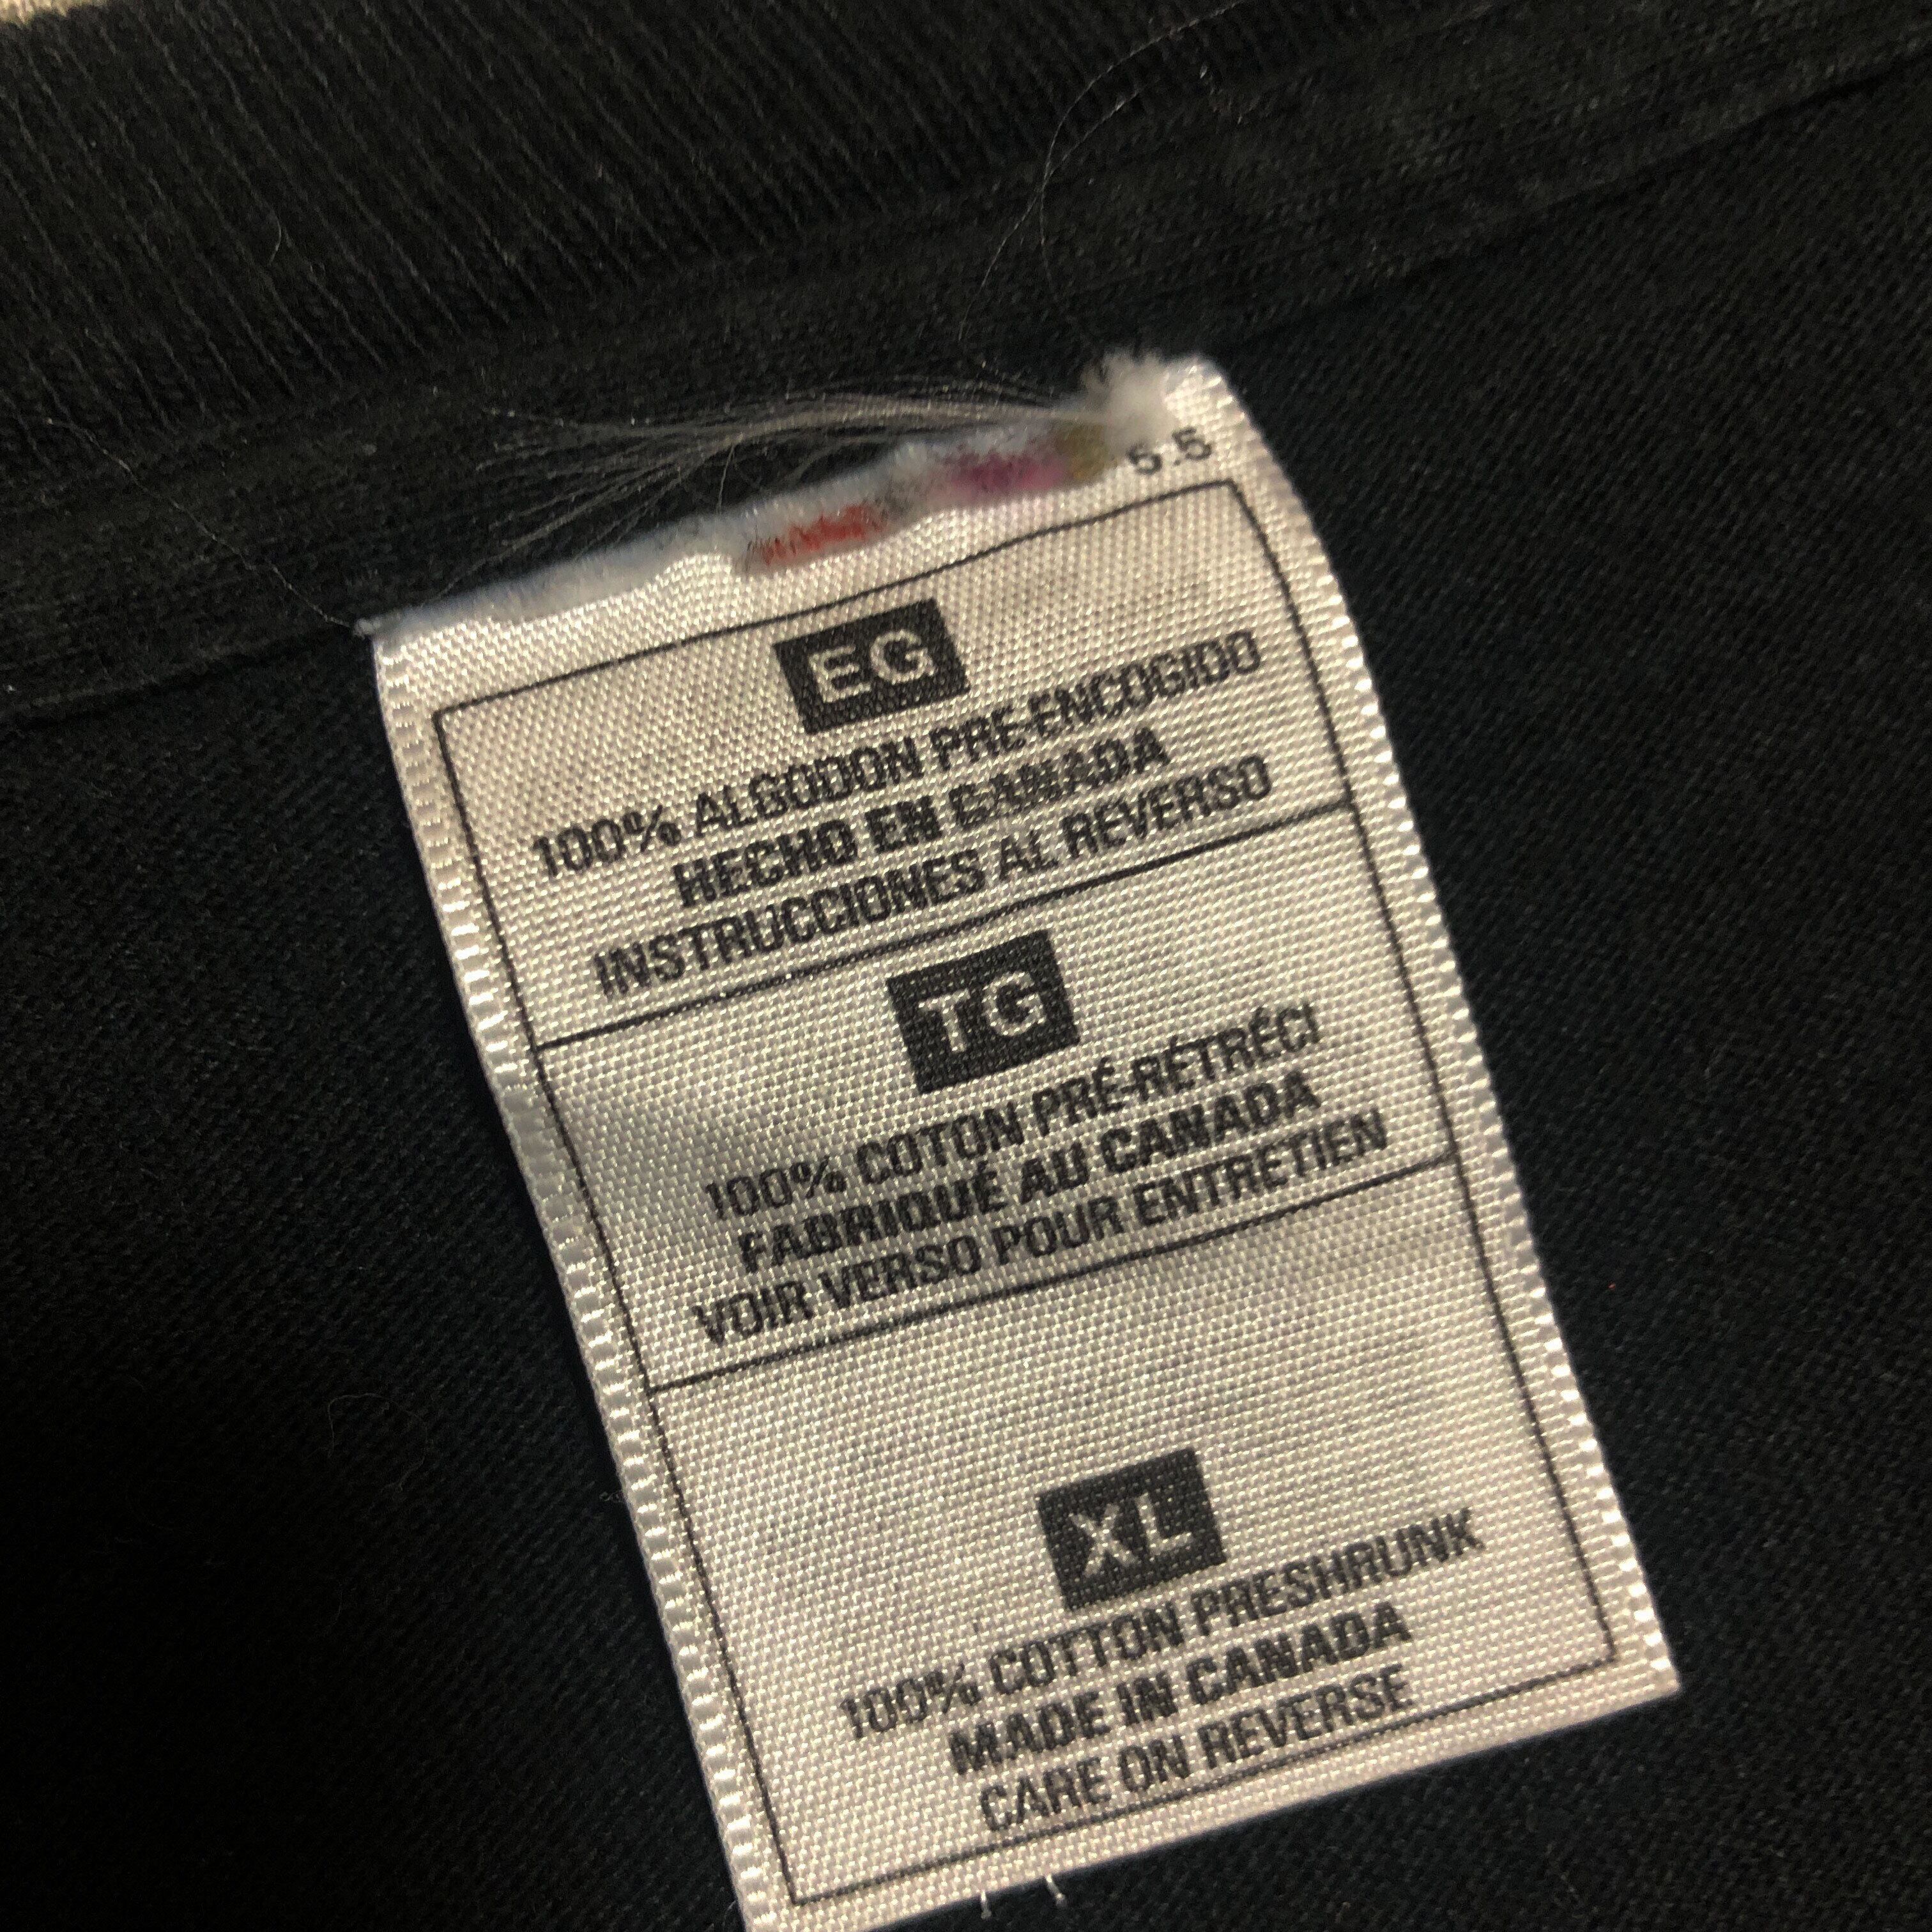 5.5
EG
100% ALGODON PRE-ENCOGIDO
HECHO EN CANADA
INSTRUCCIONES AL REVERSO
TG
100% COTON PRÉ-RÉTRÉCI
FABRIQUÉ AU CANADA
VOIR VERSO POUR ENTRETIEN
XL
100% COTTON PRESHRUNK
MADE IN CANADA
CARE ON REVERSE